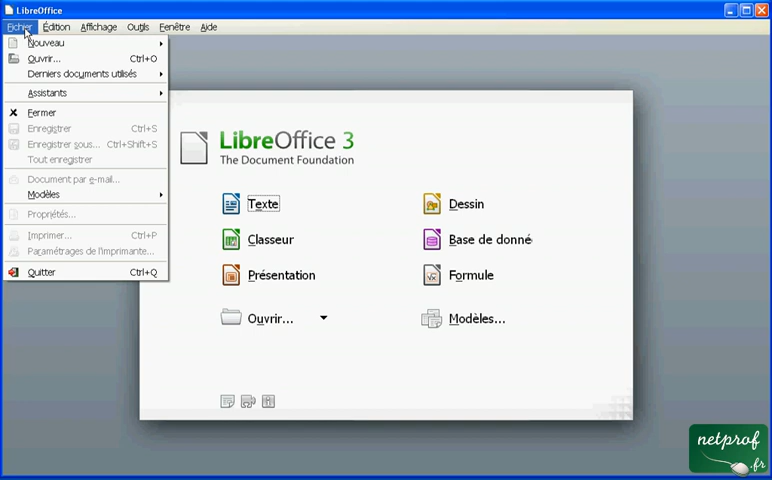 LibreOffice
Fichier Édition Affichage Outils Fenêtre Aide
Nouveau
Ouvrir... Ctrl+O
Derniers documents utilisés
Assistants
Fermer
Enregistrer Ctrl+S
Enregistrer sous... Ctrl+Shift+S
Tout enregistrer
Document par e-mail...
Modèles
Propriétés...
Imprimer... Ctrl+P
Paramétrages de l'imprimante...
Quitter Ctrl+Q
LibreOffice 3
The Document Foundation
Texte Dessin
Classeur Base de donné
Présentation Formule
Ouvrir... Modèles...
netprof
.fr